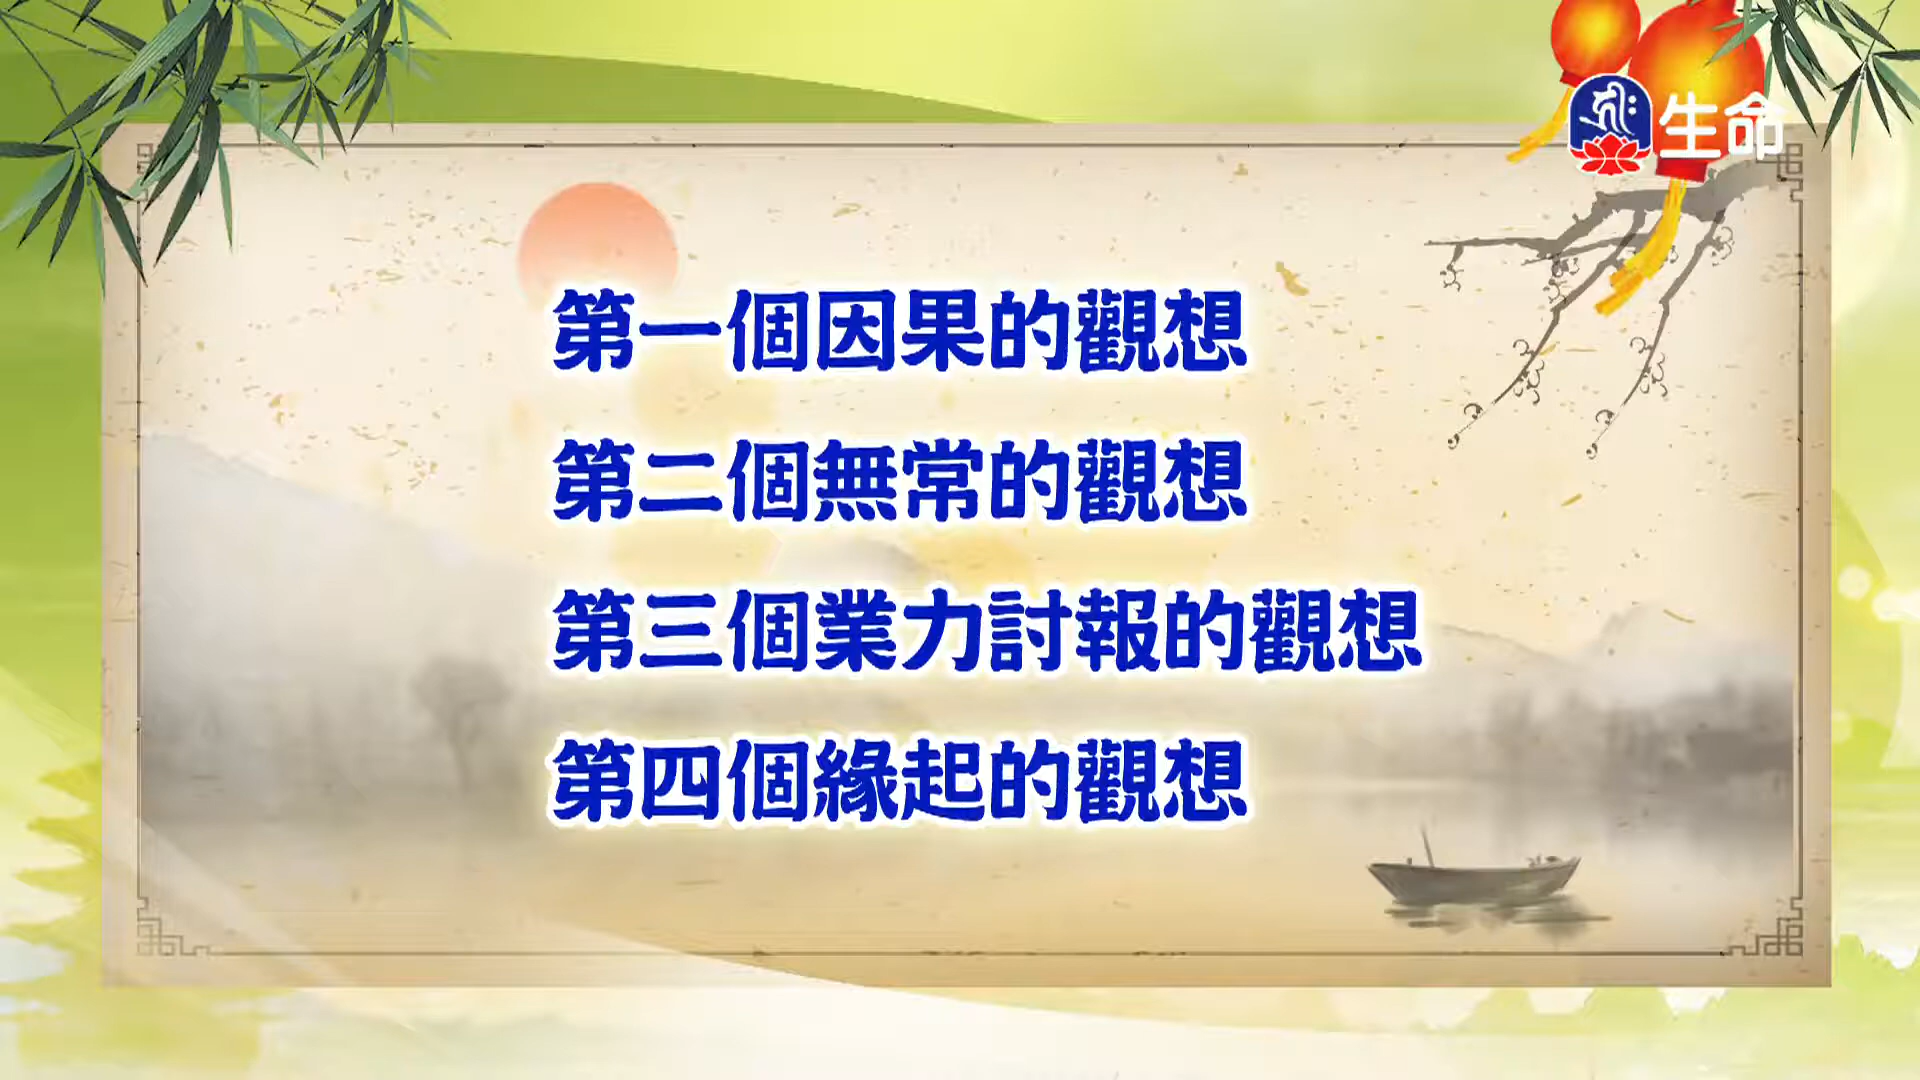 生命
第一個因果的觀想
第二個無常的觀想
第三個業力討報的觀想
第四個緣起的觀想